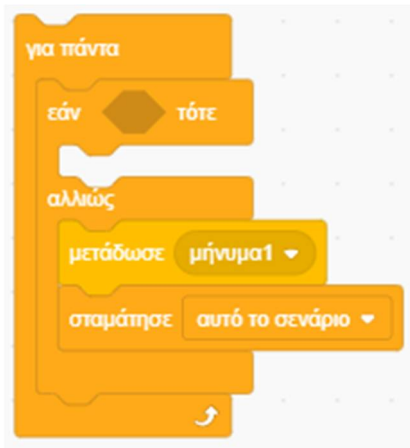 για πάντα
εάν τότε
αλλιώς
μετάδωσε μήνυμα1
σταμάτησε αυτό το σενάριο